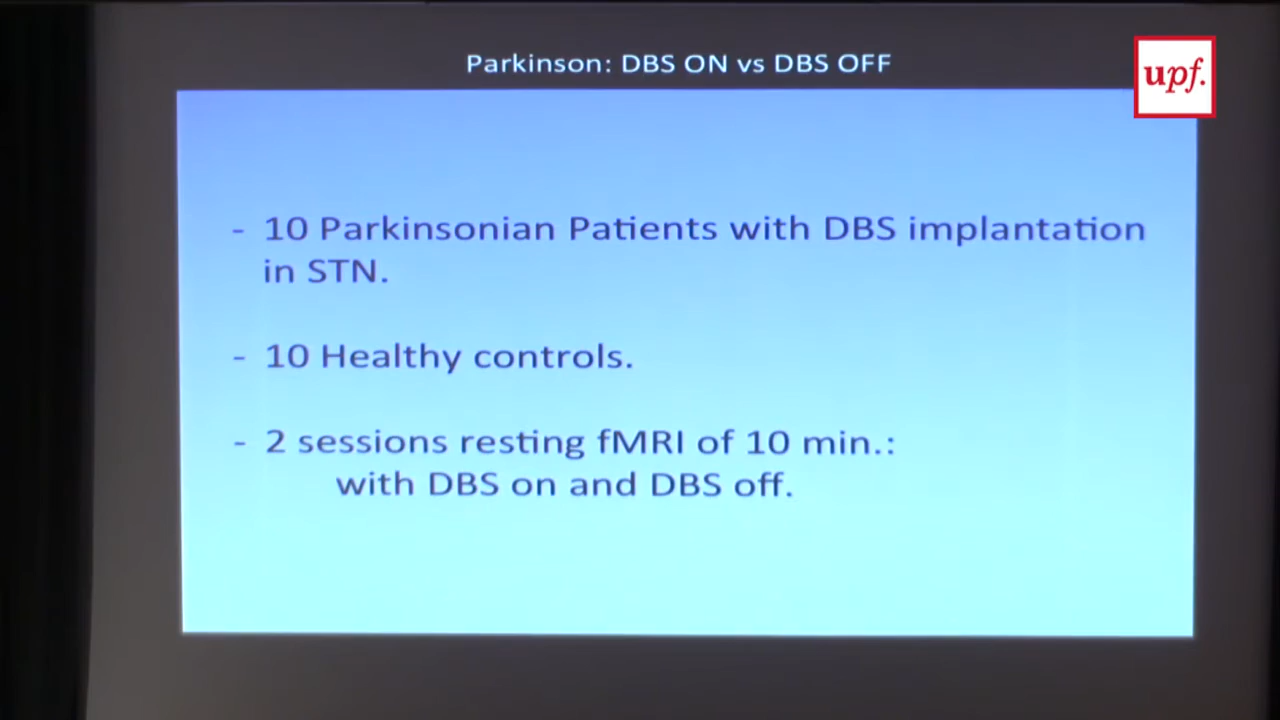 Parkinson: DBS ON vs DBS OFF
upf.
- 10 Parkinsonian Patients with DBS implantation
in STN.
- 10 Healthy controls.
- 2 sessions resting fMRI of 10 min.:
with DBS on and DBS off.